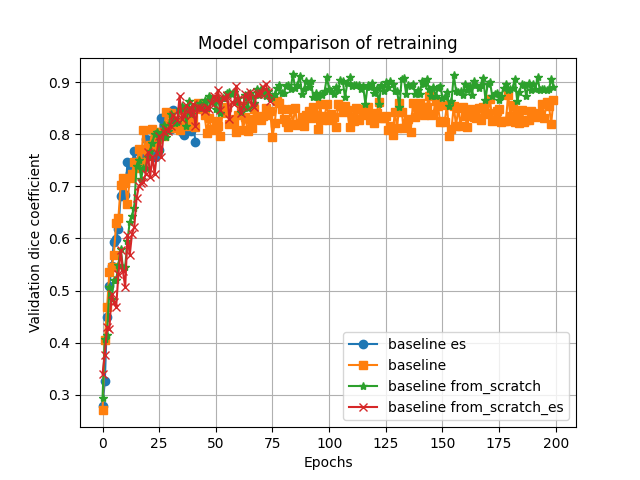 Model comparison of retraining
Validation dice coefficient
0.9
0.8
0.7
0.6
0.5
0.4
0.3
baseline es
baseline
baseline from_scratch
baseline from_scratch_es
0 25 50 75 100 125 150 175 200
Epochs